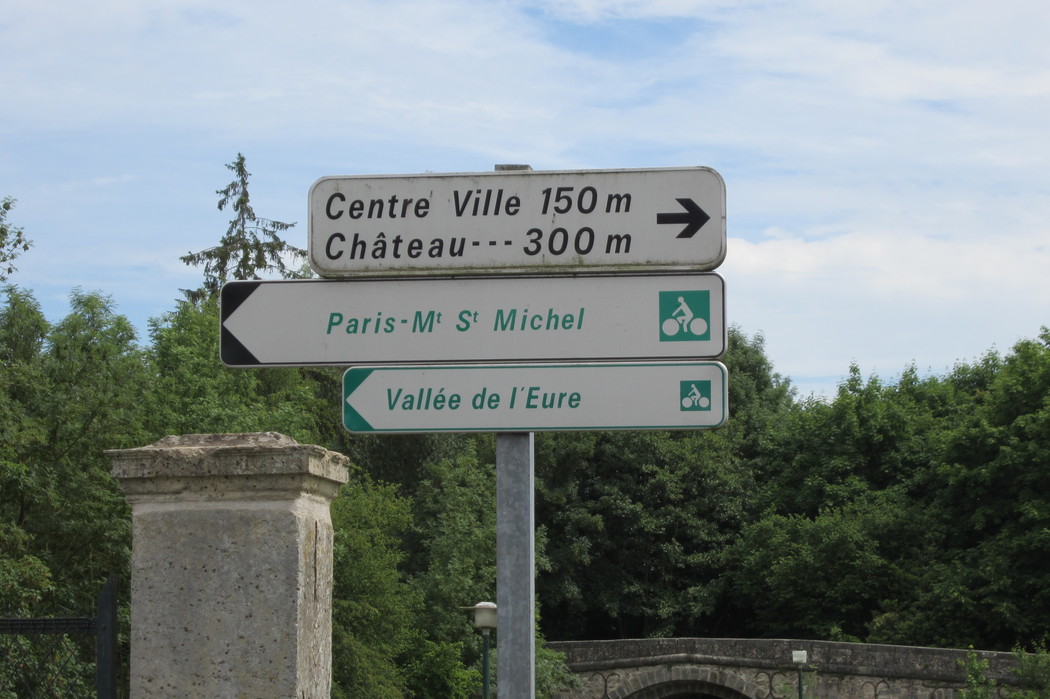 Centre Ville 150 m
Château --- 300 m
Paris-Mᵗ Sᵗ Michel
Vallée de l'Eure